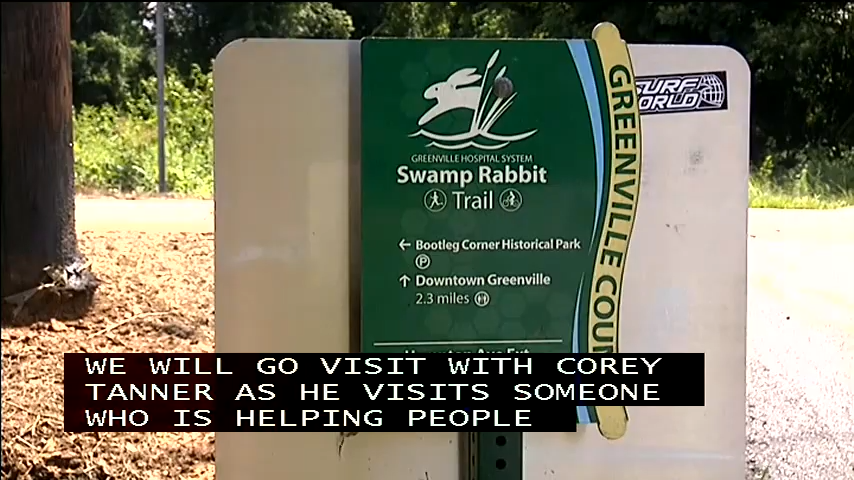 GREENVILLE HOSPITAL SYSTEM
Swamp Rabbit
Trail
← Bootleg Corner Historical Park
P
↑ Downtown Greenville
2.3 miles
GREENVILLE COU
SURF
WORLD
WE WILL GO VISIT WITH COREY
TANNER AS HE VISITS SOMEONE
WHO IS HELPING PEOPLE